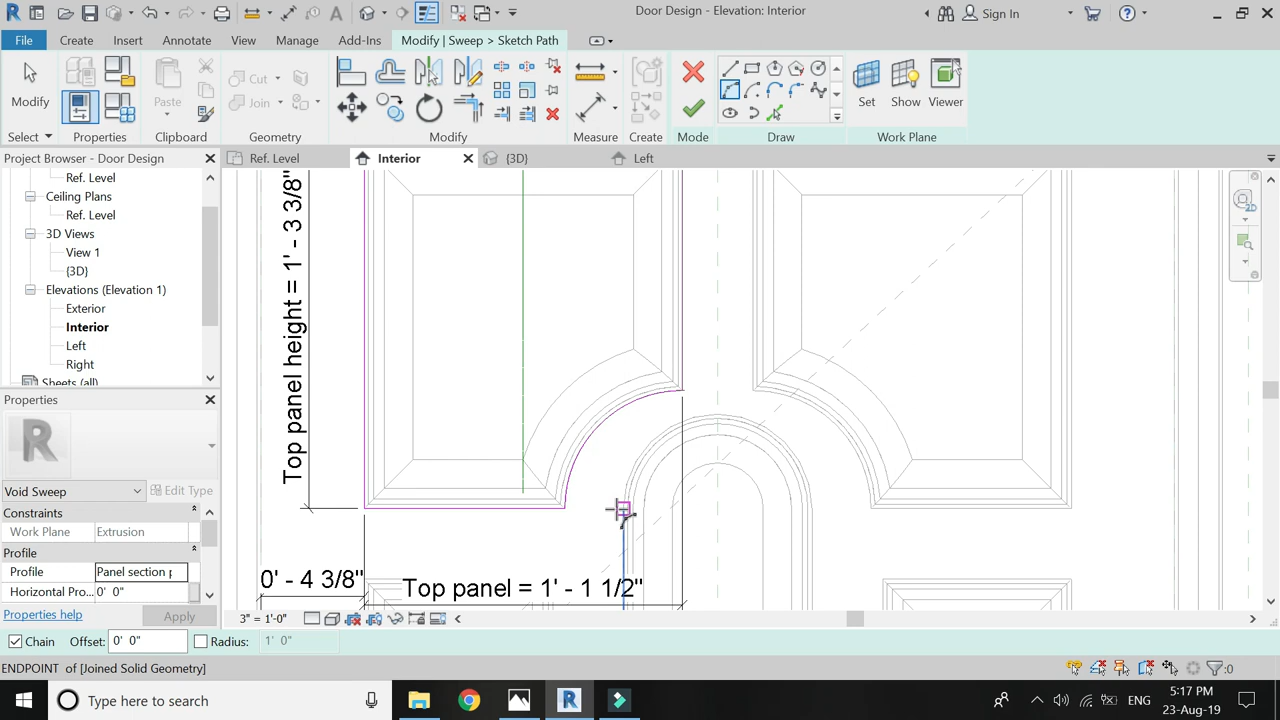 Door Design - Elevation: Interior
Sign In
File
Create
Insert
Annotate
View
Manage
Add-Ins
Modify | Sweep > Sketch Path
Modify
Paste
Cut
Join
Set
Show
Viewer
Select
Properties
Clipboard
Geometry
Modify
Measure
Create
Mode
Draw
Work Plane
Project Browser - Door Design
Ref. Level
Interior
{3D}
Left
Ref. Level
Ceiling Plans
Ref. Level
3D Views
View 1
{3D}
Elevations (Elevation 1)
Exterior
Interior
Left
Right
Sheets (all)
Properties
Void Sweep
Edit Type
Constraints
Work Plane
Extrusion
Profile
Profile
Panel section p
Horizontal Pro...
0' 0"
Properties help
Apply
Top panel height = 1' - 3 3/8"
0' - 4 3/8"
Top panel = 1' - 1 1/2"
2D
3" = 1'-0"
Chain
Offset:
0' 0"
Radius:
1' 0"
ENDPOINT of [Joined Solid Geometry]
:0
Type here to search
ENG
5:17 PM
23-Aug-19